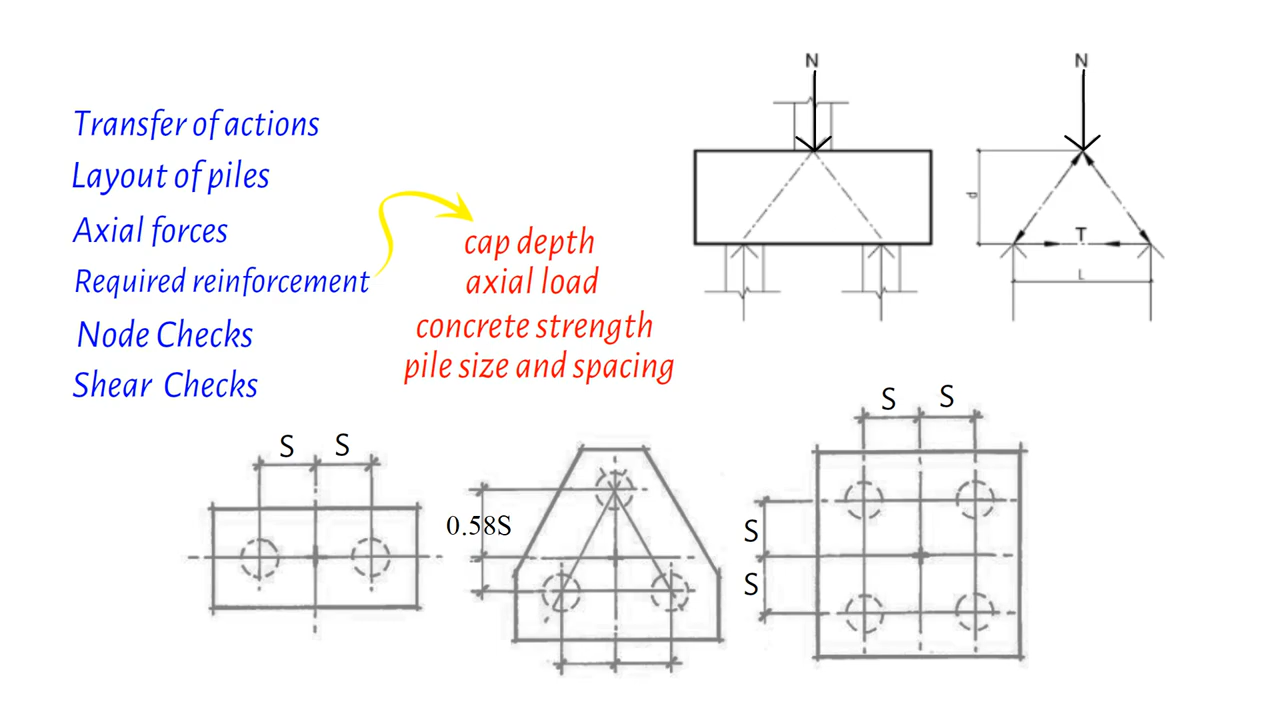 Transfer of actions
Layout of piles
Axial forces
Required reinforcement
Node Checks
Shear Checks
cap depth
axial load
concrete strength
pile size and spacing
N
N
d
T
L
S S
0.58S
S S
S
S